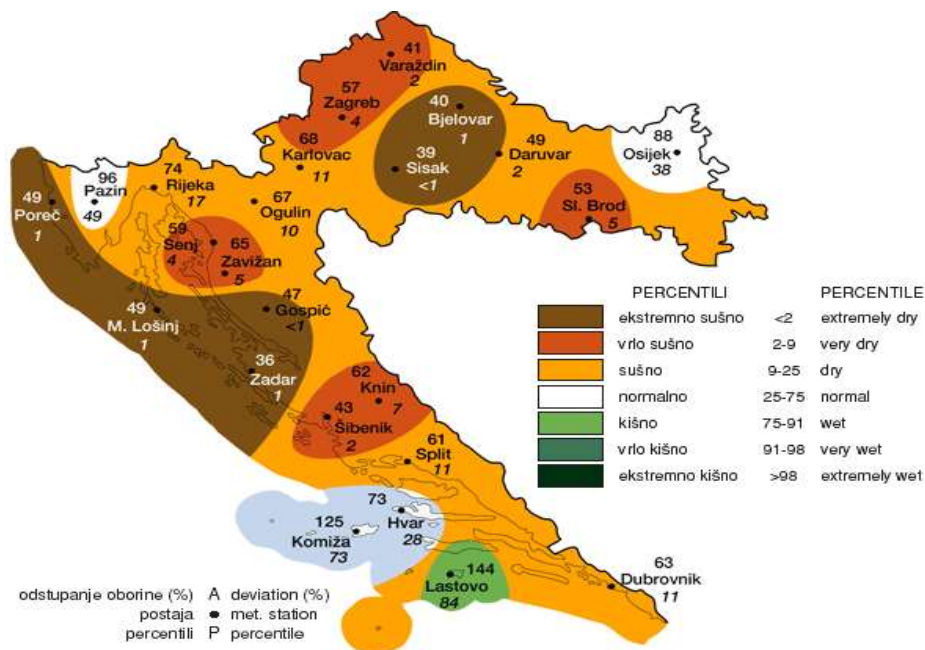 41
Varaždin
2
57
Zagreb
4
40
Bjelovar
1
88
Osijek
38
68
Karlovac
11
39
Sisak
<1
49
Daruvar
2
96
Pazin
49
74
Rijeka
17
49
Poreč
1
67
Ogulin
10
53
Sl. Brod
5
59
Senj
4
65
Zavižan
5
49
M. Lošinj
1
47
Gospić
<1
36
Zadar
1
62
Knin
7
43
Šibenik
2
61
Split
11
73
Hvar
28
125
Komiža
73
144
Lastovo
84
63
Dubrovnik
11
PERCENTILI PERCENTILE
ekstremno sušno <2 extremely dry
vrlo sušno 2-9 very dry
sušno 9-25 dry
normalno 25-75 normal
kišno 75-91 wet
vrlo kišno 91-98 very wet
ekstremno kišno >98 extremely wet
odstupanje oborine (%) A deviation (%)
postaja met. station
percentili P percentile